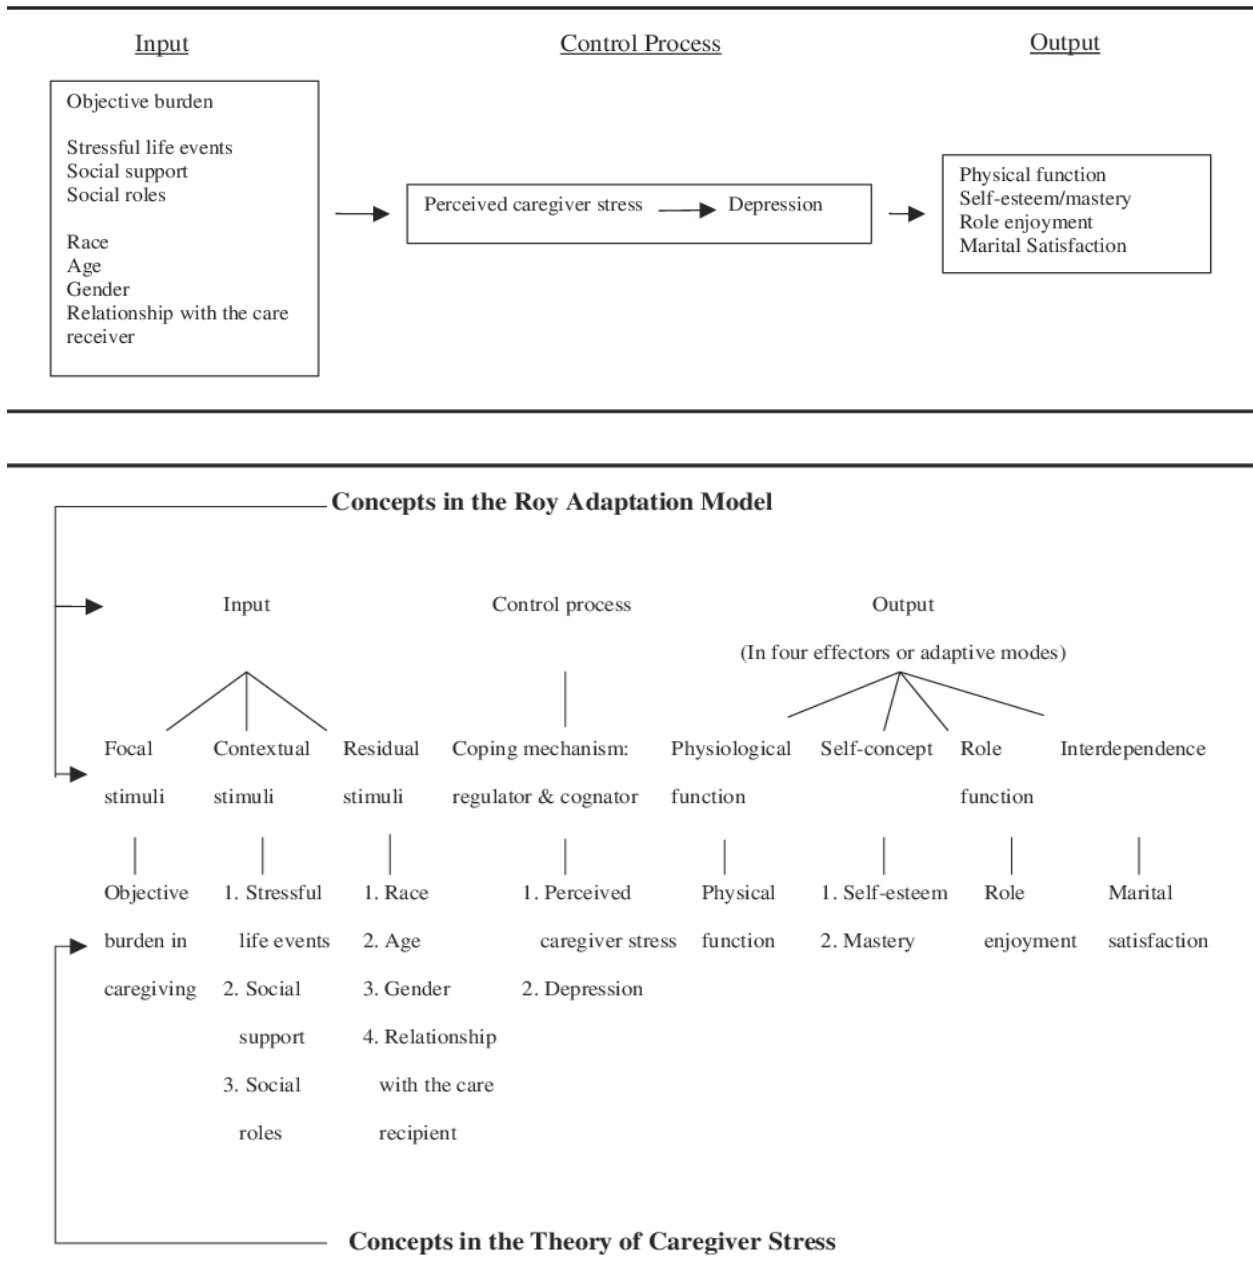 Input Control Process Output
Objective burden
Stressful life events
Social support
Social roles
Race
Age
Gender
Relationship with the care
receiver
Perceived caregiver stress Depression
Physical function
Self-esteem/mastery
Role enjoyment
Marital Satisfaction
Concepts in the Roy Adaptation Model
Input Control process Output
(In four effectors or adaptive modes)
Focal Contextual Residual Coping mechanism: Physiological Self-concept Role Interdependence
stimuli stimuli stimuli regulator & cognator function function
Objective 1. Stressful 1. Race 1. Perceived Physical 1. Self-esteem Role Marital
burden in life events 2. Age caregiver stress function 2. Mastery enjoyment satisfaction
caregiving 2. Social 3. Gender 2. Depression
support 4. Relationship
3. Social with the care
roles recipient
Concepts in the Theory of Caregiver Stress